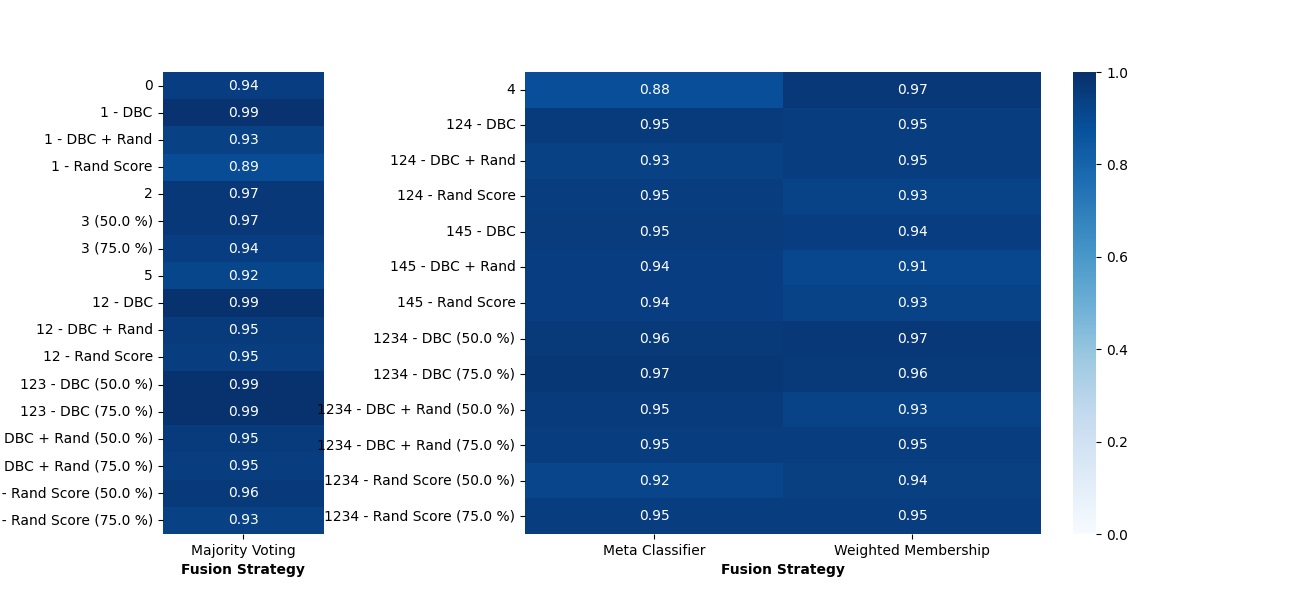 0 0.94
1 - DBC 0.99
1 - DBC + Rand 0.93
1 - Rand Score 0.89
2 0.97
3 (50.0 %) 0.97
3 (75.0 %) 0.94
5 0.92
12 - DBC 0.99
12 - DBC + Rand 0.95
12 - Rand Score 0.95
123 - DBC (50.0 %) 0.99
123 - DBC (75.0 %) 0.99
DBC + Rand (50.0 %) 0.95
DBC + Rand (75.0 %) 0.95
- Rand Score (50.0 %) 0.96
- Rand Score (75.0 %) 0.93
Majority Voting
Fusion Strategy
4 0.88 0.97
124 - DBC 0.95 0.95
124 - DBC + Rand 0.93 0.95
124 - Rand Score 0.95 0.93
145 - DBC 0.95 0.94
145 - DBC + Rand 0.94 0.91
145 - Rand Score 0.94 0.93
1234 - DBC (50.0 %) 0.96 0.97
1234 - DBC (75.0 %) 0.97 0.96
1234 - DBC + Rand (50.0 %) 0.95 0.93
1234 - DBC + Rand (75.0 %) 0.95 0.95
1234 - Rand Score (50.0 %) 0.92 0.94
1234 - Rand Score (75.0 %) 0.95 0.95
Meta Classifier Weighted Membership
Fusion Strategy
1.0
0.8
0.6
0.4
0.2
0.0